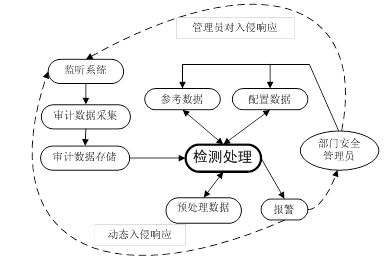 管理员对入侵响应
监听系统
参考数据
配置数据
审计数据采集
部门安全
管理员
审计数据存储
检测处理
预处理数据
报警
动态入侵响应